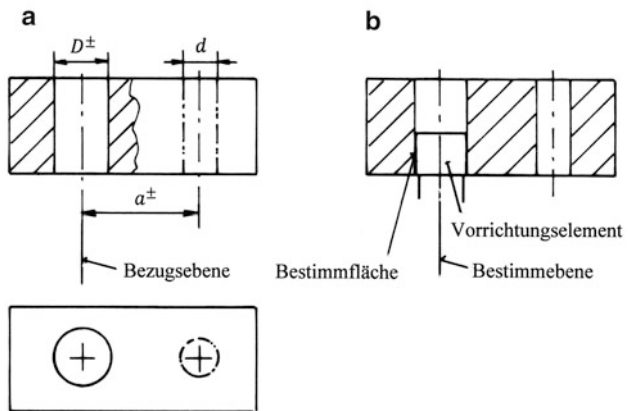 a
D±
d
a±
Bezugsebene
b
Vorrichtungselement
Bestimmfläche
Bestimmebene